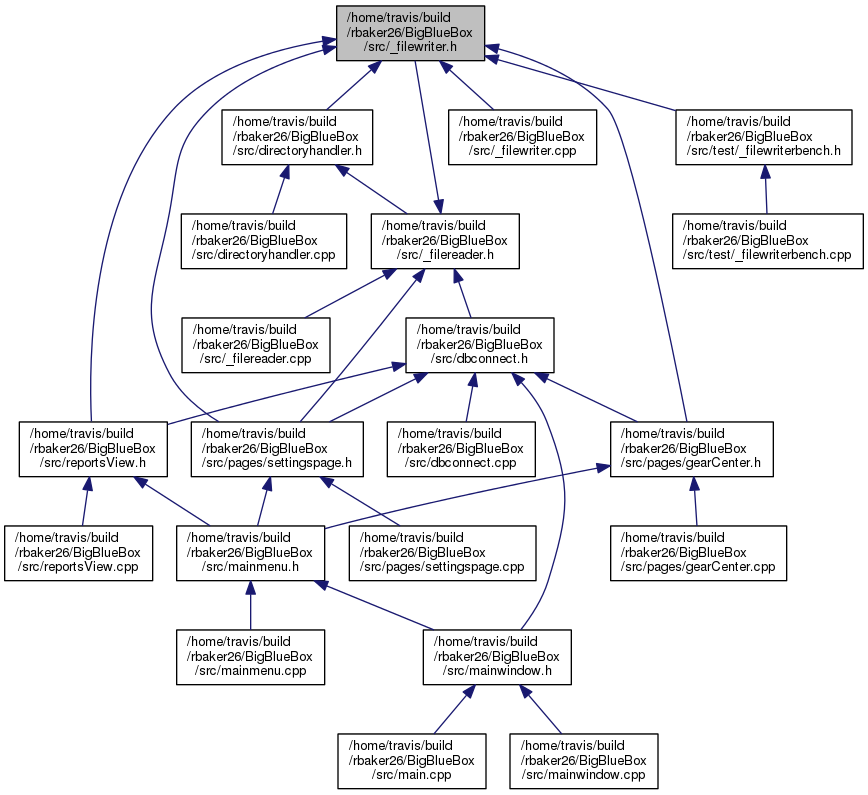 /home/travis/build
/rbaker26/BigBlueBox
/src/_filewriter.h
/home/travis/build
/rbaker26/BigBlueBox
/src/directoryhandler.h
/home/travis/build
/rbaker26/BigBlueBox
/src/_filewriter.cpp
/home/travis/build
/rbaker26/BigBlueBox
/src/test/_filewriterbench.h
/home/travis/build
/rbaker26/BigBlueBox
/src/directoryhandler.cpp
/home/travis/build
/rbaker26/BigBlueBox
/src/_filereader.h
/home/travis/build
/rbaker26/BigBlueBox
/src/test/_filewriterbench.cpp
/home/travis/build
/rbaker26/BigBlueBox
/src/_filereader.cpp
/home/travis/build
/rbaker26/BigBlueBox
/src/dbconnect.h
/home/travis/build
/rbaker26/BigBlueBox
/src/reportsView.h
/home/travis/build
/rbaker26/BigBlueBox
/src/pages/settingspage.h
/home/travis/build
/rbaker26/BigBlueBox
/src/dbconnect.cpp
/home/travis/build
/rbaker26/BigBlueBox
/src/pages/gearCenter.h
/home/travis/build
/rbaker26/BigBlueBox
/src/reportsView.cpp
/home/travis/build
/rbaker26/BigBlueBox
/src/mainmenu.h
/home/travis/build
/rbaker26/BigBlueBox
/src/pages/settingspage.cpp
/home/travis/build
/rbaker26/BigBlueBox
/src/pages/gearCenter.cpp
/home/travis/build
/rbaker26/BigBlueBox
/src/mainmenu.cpp
/home/travis/build
/rbaker26/BigBlueBox
/src/mainwindow.h
/home/travis/build
/rbaker26/BigBlueBox
/src/main.cpp
/home/travis/build
/rbaker26/BigBlueBox
/src/mainwindow.cpp